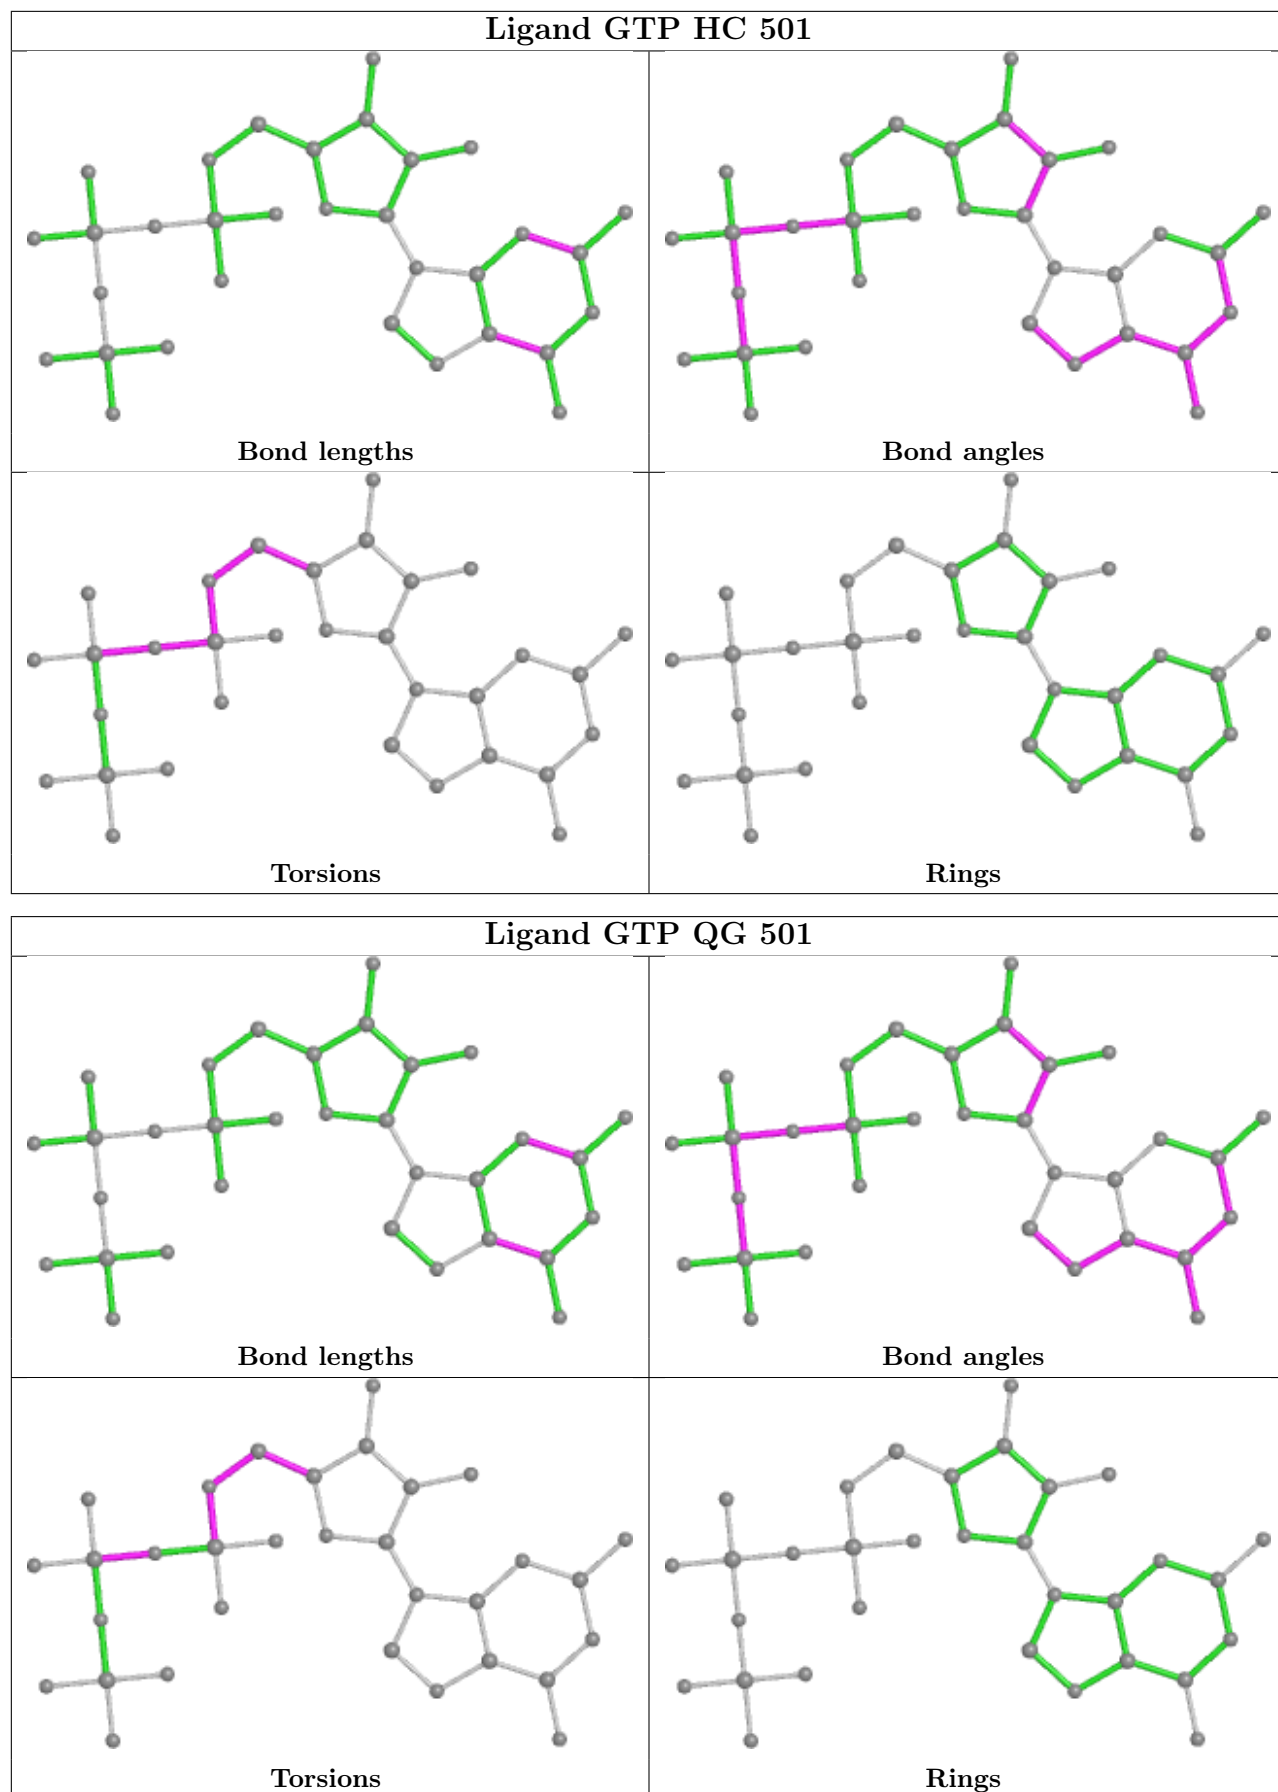 Ligand GTP HC 501
Bond lengths
Bond angles
Torsions
Rings
Ligand GTP QG 501
Bond lengths
Bond angles
Torsions
Rings